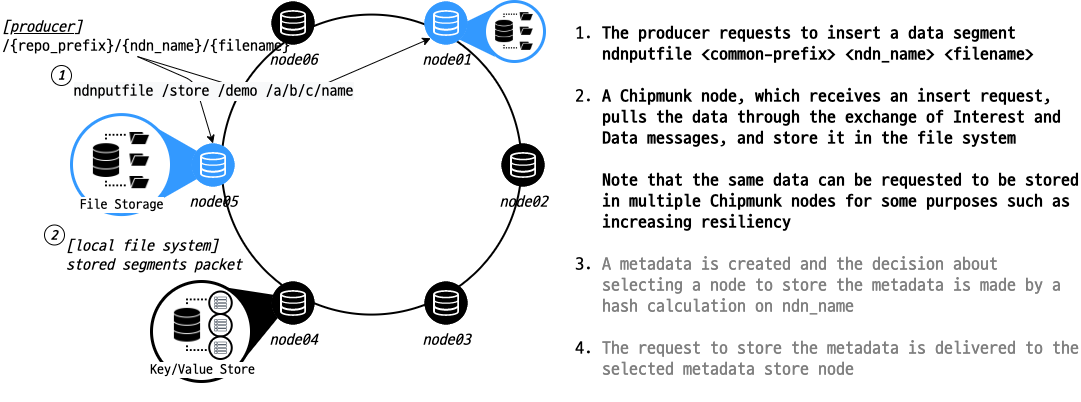 [producer]
/{repo_prefix}/{ndn_name}/{filename}
node06
node01
1
ndnputfile /store /demo /a/b/c/name
File Storage
node05
node02
2
[local file system]
stored segments packet
node04
node03
Key/Value Store
1. The producer requests to insert a data segment
ndnputfile <common-prefix> <ndn_name> <filename>
2. A Chipmunk node, which receives an insert request,
pulls the data through the exchange of Interest and
Data messages, and store it in the file system
Note that the same data can be requested to be stored
in multiple Chipmunk nodes for some purposes such as
increasing resiliency
3. A metadata is created and the decision about
selecting a node to store the metadata is made by a
hash calculation on ndn_name
4. The request to store the metadata is delivered to the
selected metadata store node